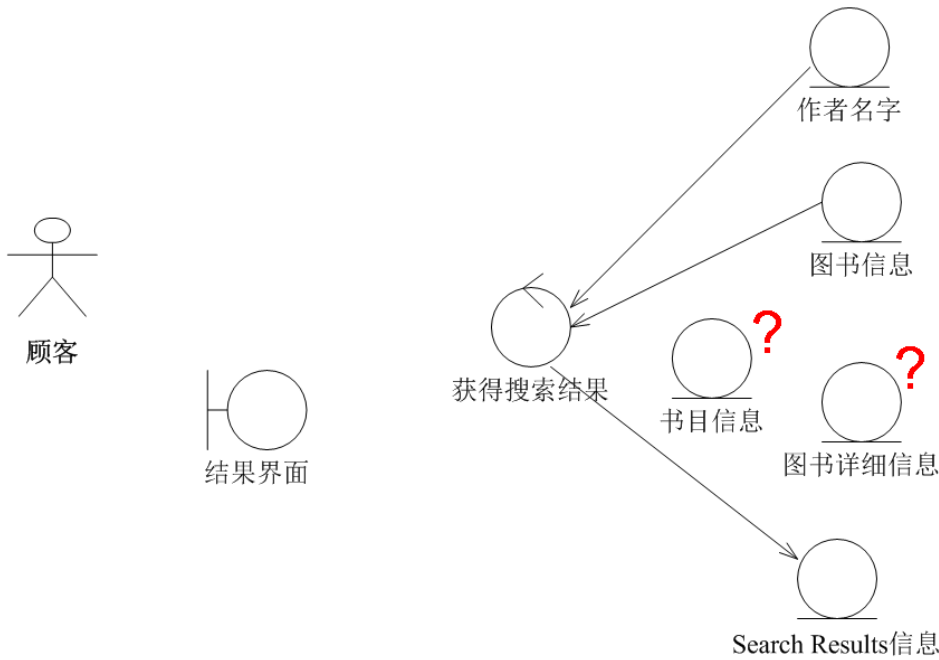 作者名字
图书信息
顾客
?
获得搜索结果
?
书目信息
结果界面
图书详细信息
Search Results信息